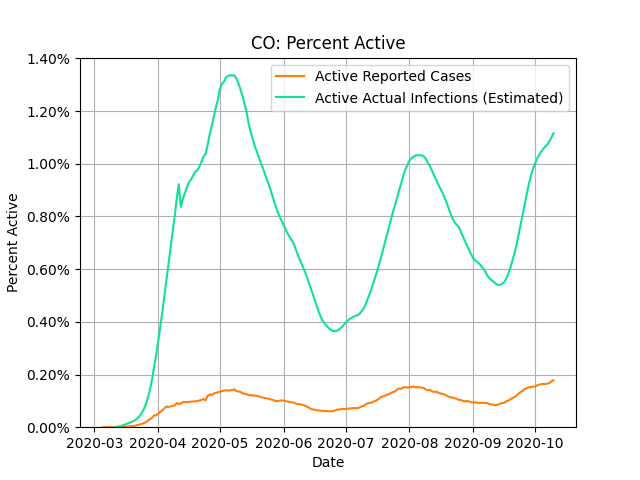 CO: Percent Active
Active Reported Cases
Active Actual Infections (Estimated)
Percent Active
1.40%
1.20%
1.00%
0.80%
0.60%
0.40%
0.20%
0.00%
2020-03 2020-04 2020-05 2020-06 2020-07 2020-08 2020-09 2020-10
Date